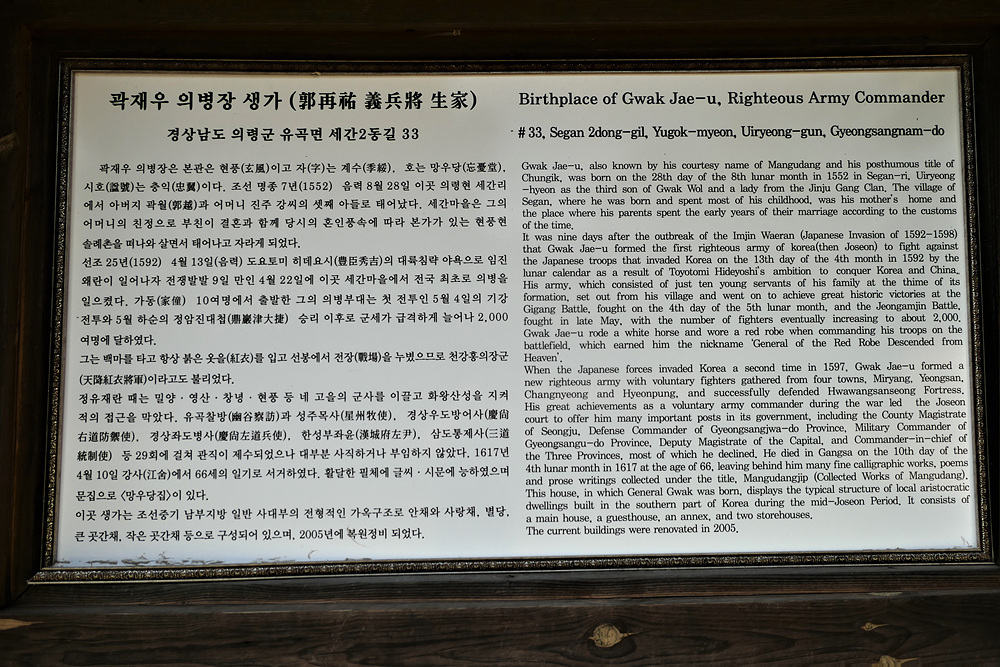 곽재우 의병장 생가 (郭再祐 義兵將 生家)
경상남도 의령군 유곡면 세간2동길 33
곽재우 의병장은 본관은 현풍(玄風)이고 자(字)는 계수(季綏), 호는 망우당(忘憂堂),
시호(諡號)는 충익(忠翼)이다. 조선 명종 7년(1552) 음력 8월 28일 이곳 의령현 세간리
에서 아버지 곽월(郭越)과 어머니 진주 강씨의 셋째 아들로 태어났다. 세간마을은 그의
어머니의 친정으로 부친이 결혼과 함께 당시의 혼인풍속에 따라 본가가 있는 현풍현
솔례촌을 떠나와 살면서 태어나고 자라게 되었다.
선조 25년(1592) 4월 13일(음력) 도요토미 히데요시(豊臣秀吉)의 대륙침략 야욕으로 임진
왜란이 일어나자 전쟁발발 9일 만인 4월 22일에 이곳 세간마을에서 전국 최초로 의병을
일으켰다. 가동(家僮) 10여명에서 출발한 그의 의병부대는 첫 전투인 5월 4일의 기강
전투와 5월 하순의 정암진대첩(鼎巖津大捷) 승리 이후로 군세가 급격하게 늘어나 2,000
여명에 달하였다.
그는 백마를 타고 항상 붉은 옷을(紅衣)를 입고 선봉에서 전장(戰場)을 누볐으므로 천강홍의장군
(天降紅衣將軍)이라고도 불리었다.
정유재란 때는 밀양 · 영산 · 창녕 · 현풍 등 네 고을의 군사를 이끌고 화왕산성을 지켜
적의 접근을 막았다. 유곡찰방(幽谷察訪)과 성주목사(星州牧使), 경상우도방어사(慶尙
右道防禦使), 경상좌도병사(慶尙左道兵使), 한성부좌윤(漢城府左尹), 삼도통제사(三道
統制使) 등 29회에 걸쳐 관직이 제수되었으나 대부분 사직하거나 부임하지 않았다. 1617년
4월 10일 강사(江舍)에서 66세의 일기로 서거하였다. 활달한 필체에 글씨 · 시문에 능하였으며
문집으로 〈망우당집〉이 있다.
이곳 생가는 조선중기 남부지방 일반 사대부의 전형적인 가옥구조로 안채와 사랑채, 별당,
큰 곳간채, 작은 곳간채 등으로 구성되어 있으며, 2005년에 복원정비 되었다.
Birthplace of Gwak Jae-u, Righteous Army Commander
# 33, Segan 2dong-gil, Yugok-myeon, Uiryeong-gun, Gyeongsangnam-do
Gwak Jae-u, also known by his courtesy name of Mangudang and his posthumous title of
Chungik, was born on the 28th day of the 8th lunar month in 1552 in Segan-ri, Uiryeong
-hyeon as the third son of Gwak Wol and a lady from the Jinju Gang Clan. The village of
Segan, where he was born and spent most of his childhood, was his mother's home and
the place where his parents spent the early years of their marriage according to the customs
of the time.
It was nine days after the outbreak of the Imjin Waeran (Japanese Invasion of 1592-1598)
that Gwak Jae-u formed the first righteous army of korea(then Joseon) to fight against
the Japanese troops that invaded Korea on the 13th day of the 4th month in 1592 by the
lunar calendar as a result of Toyotomi Hideyoshi's ambition to conquer Korea and China.
His army, which consisted of just ten young servants of his family at the thime of its
formation, set out from his village and went on to achieve great historic victories at the
Gigang Battle, fought on the 4th day of the 5th lunar month, and the Jeongamjin Battle,
fought in late May, with the number of fighters eventually increasing to about 2,000.
Gwak Jae-u rode a white horse and wore a red robe when commanding his troops on the
battlefield, which earned him the nickname 'General of the Red Robe Descended from
Heaven'.
When the Japanese forces invaded Korea a second time in 1597, Gwak Jae-u formed a
new righteous army with voluntary fighters gathered from four towns, Miryang, Yeongsan,
Changnyeong and Hyeonpung, and successfully defended Hwawangsanseong Fortress.
His great achievements as a voluntary army commander during the war led the Joseon
court to offer him many important posts in its government, including the County Magistrate
of Seongju, Defense Commander of Gyeongsangjwa-do Province, Military Commander of
Gyeongsangu-do Province, Deputy Magistrate of the Capital, and Commander-in-chief of
the Three Provinces, most of which he declined. He died in Gangsa on the 10th day of the
4th lunar month in 1617 at the age of 66, leaving behind him many fine calligraphic works, poems
and prose writings collected under the title, Mangudangjip (Collected Works of Mangudang).
This house, in which General Gwak was born, displays the typical structure of local aristocratic
dwellings built in the southern part of Korea during the mid-Joseon Period. It consists of
a main house, a guesthouse, an annex, and two storehouses.
The current buildings were renovated in 2005.